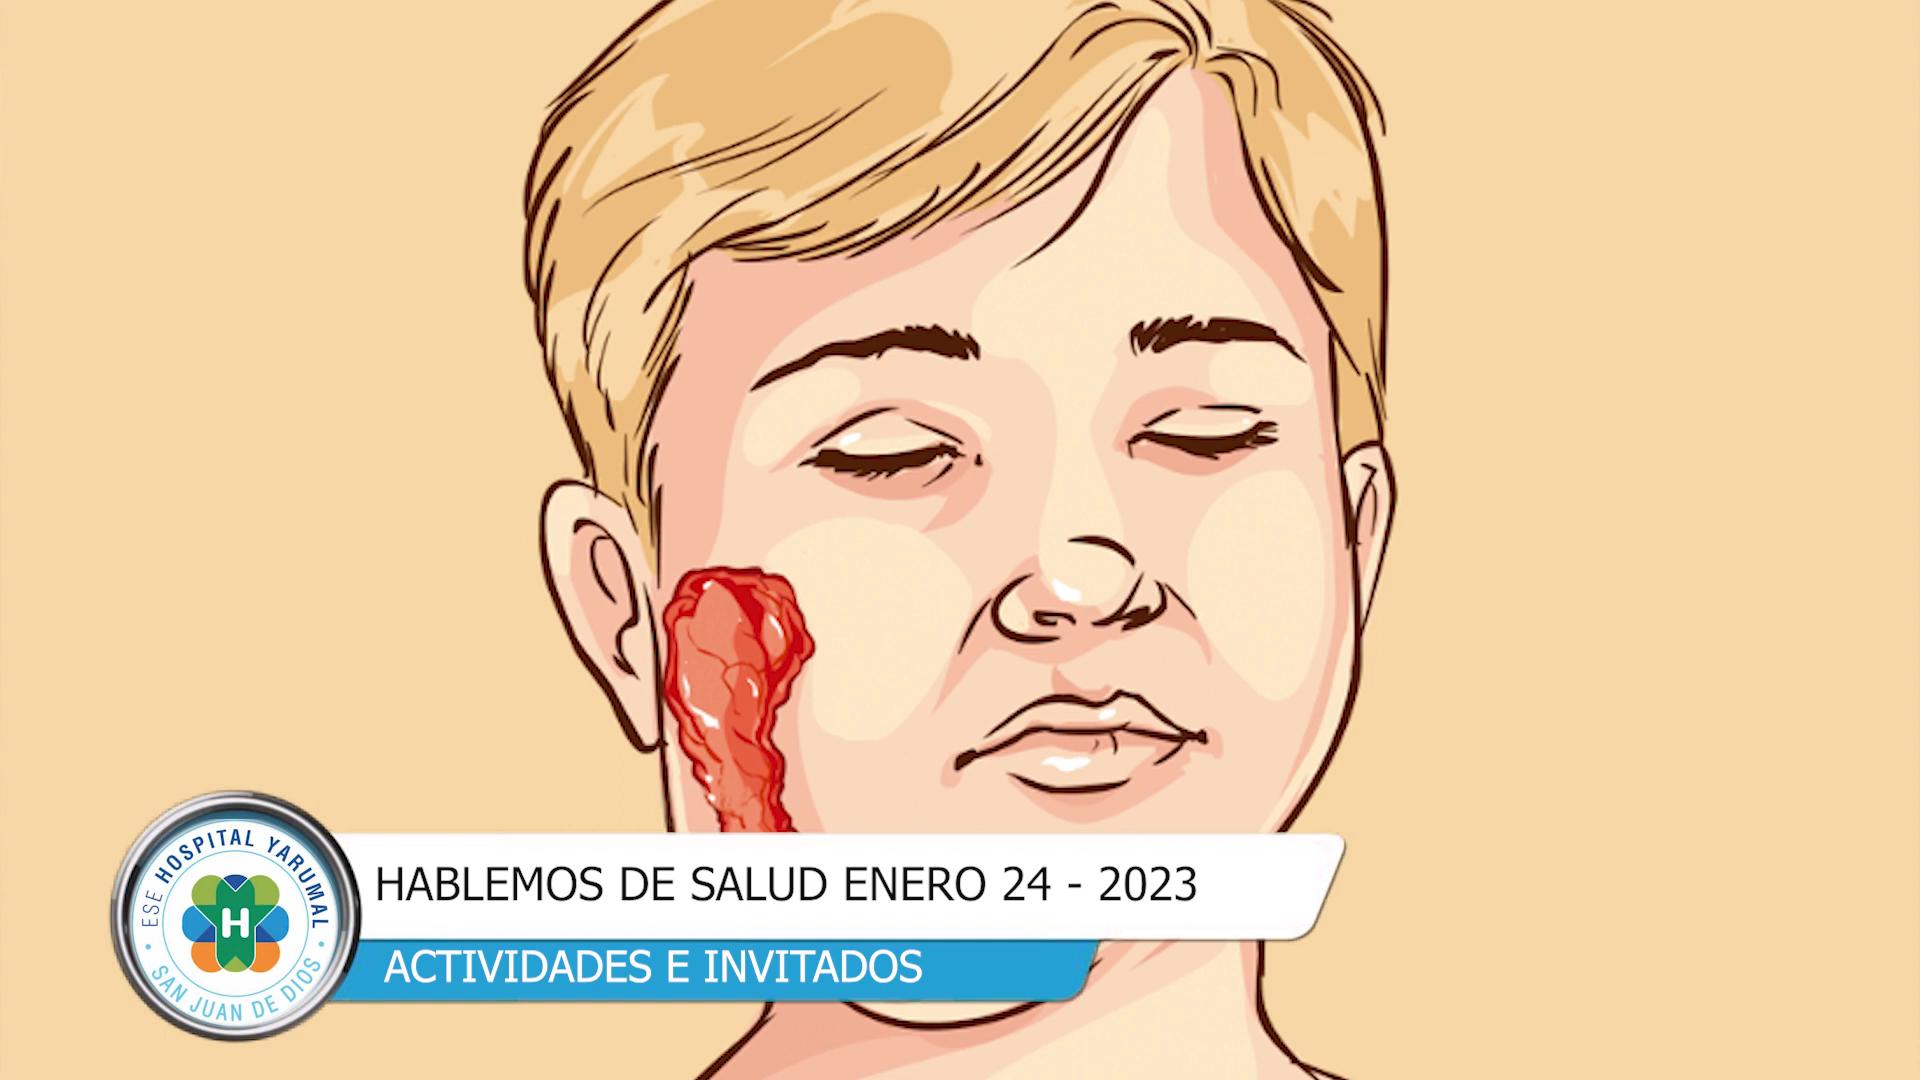 ESE HOSPITAL YARUMAL
H
SAN JUAN DE DIOS
HABLEMOS DE SALUD ENERO 24 - 2023
ACTIVIDADES E INVITADOS